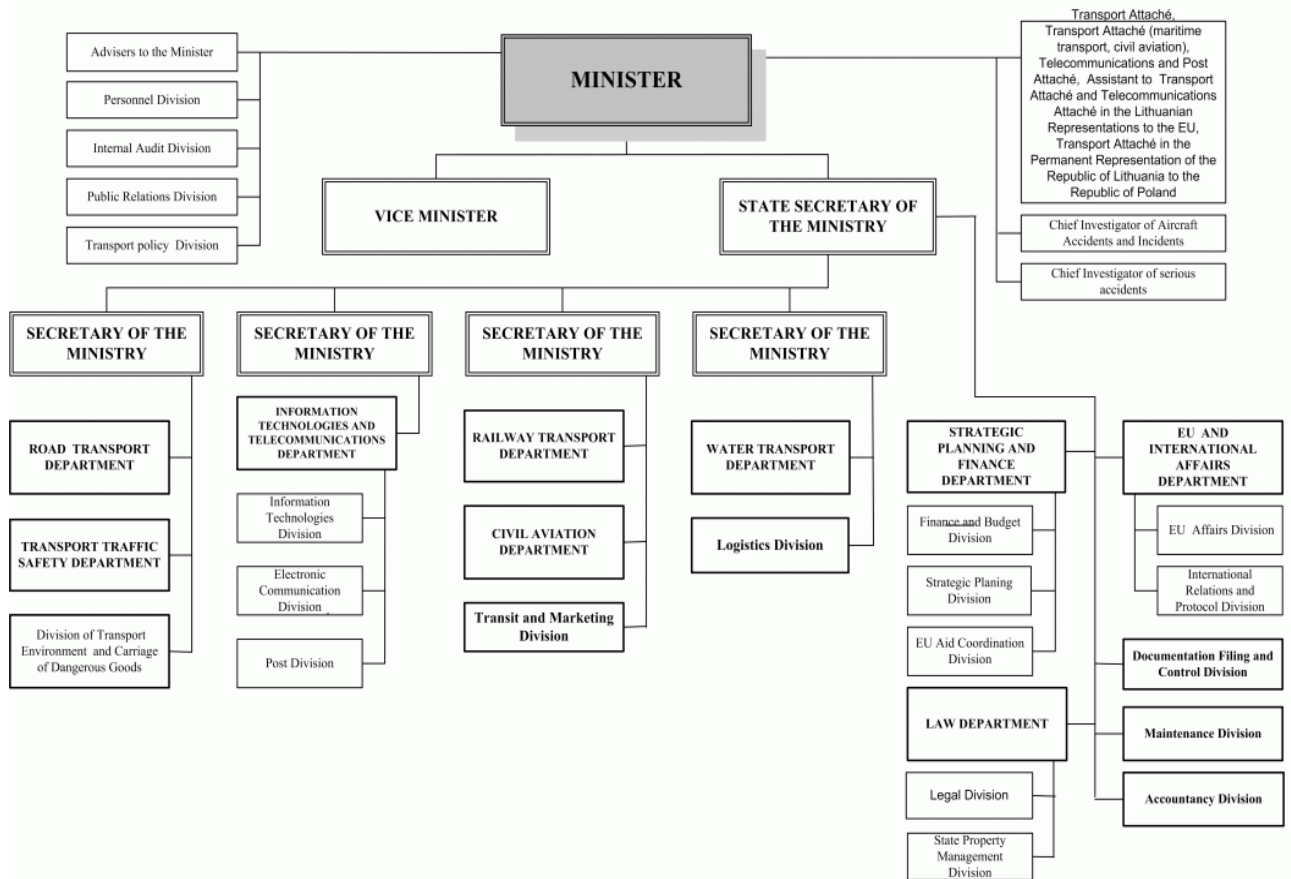 Advisers to the Minister
Personnel Division
Internal Audit Division
Public Relations Division
Transport policy Division
MINISTER
Transport Attaché,
Transport Attaché (maritime
transport, civil aviation),
Telecommunications and Post
Attaché, Assistant to Transport
Attaché and Telecommunications
Attaché in the Lithuanian
Representations to the EU,
Transport Attaché in the
Permanent Representation of the
Republic of Lithuania to the
Republic of Poland
Chief Investigator of Aircraft
Accidents and Incidents
Chief Investigator of serious
accidents
VICE MINISTER
STATE SECRETARY OF
THE MINISTRY
SECRETARY OF THE
MINISTRY
ROAD TRANSPORT
DEPARTMENT
TRANSPORT TRAFFIC
SAFETY DEPARTMENT
Division of Transport
Environment and Carriage
of Dangerous Goods
SECRETARY OF THE
MINISTRY
INFORMATION
TECHNOLOGIES AND
TELECOMMUNICATIONS
DEPARTMENT
Information
Technologies
Division
Electronic
Communication
Division
Post Division
SECRETARY OF THE
MINISTRY
RAILWAY TRANSPORT
DEPARTMENT
CIVIL AVIATION
DEPARTMENT
Transit and Marketing
Division
SECRETARY OF THE
MINISTRY
WATER TRANSPORT
DEPARTMENT
Logistics Division
STRATEGIC
PLANNING AND
FINANCE
DEPARTMENT
Finance and Budget
Division
Strategic Planing
Division
EU Aid Coordination
Division
LAW DEPARTMENT
Legal Division
State Property
Management
Division
EU AND
INTERNATIONAL
AFFAIRS
DEPARTMENT
EU Affairs Division
International
Relations and
Protocol Division
Documentation Filing and
Control Division
Maintenance Division
Accountancy Division